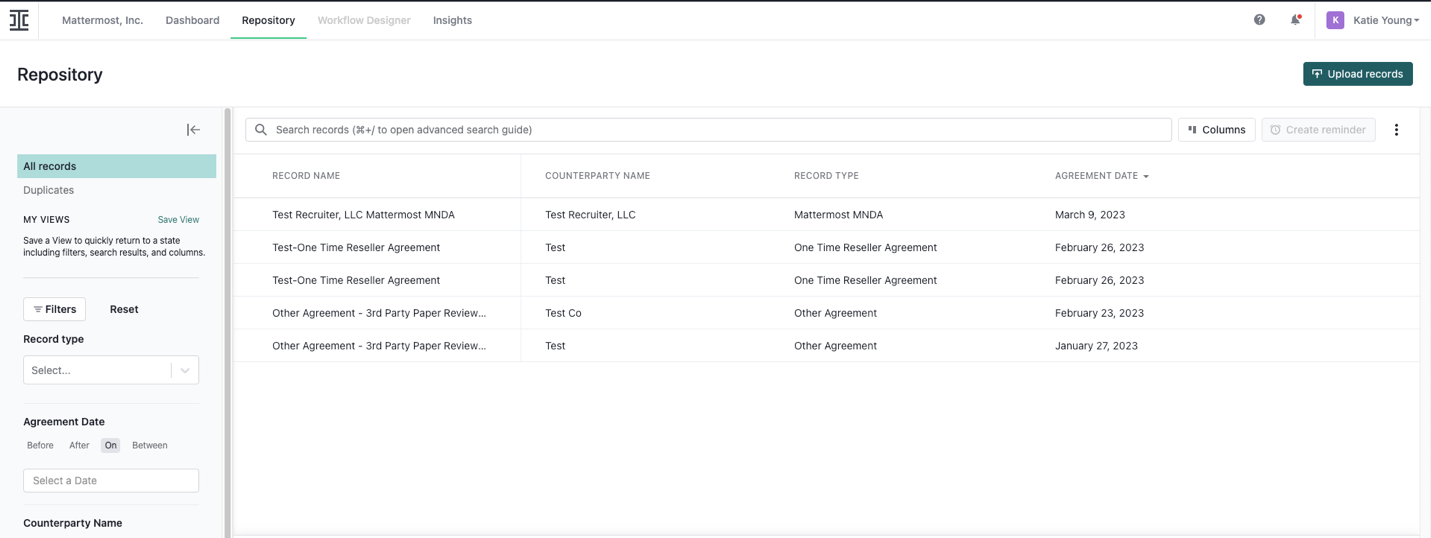 Mattermost, Inc. Dashboard Repository Workflow Designer Insights K Katie Young
Repository
Upload records
Search records (⌘+/ to open advanced search guide)
Columns
Create reminder
All records
Duplicates
MY VIEWS Save View
Save a View to quickly return to a state
including filters, search results, and columns.
Filters Reset
Record type
Select...
Agreement Date
Before After On Between
Select a Date
Counterparty Name
RECORD NAME COUNTERPARTY NAME RECORD TYPE AGREEMENT DATE
Test Recruiter, LLC Mattermost MNDA Test Recruiter, LLC Mattermost MNDA March 9, 2023
Test-One Time Reseller Agreement Test One Time Reseller Agreement February 26, 2023
Test-One Time Reseller Agreement Test One Time Reseller Agreement February 26, 2023
Other Agreement - 3rd Party Paper Review... Test Co Other Agreement February 23, 2023
Other Agreement - 3rd Party Paper Review... Test Other Agreement January 27, 2023